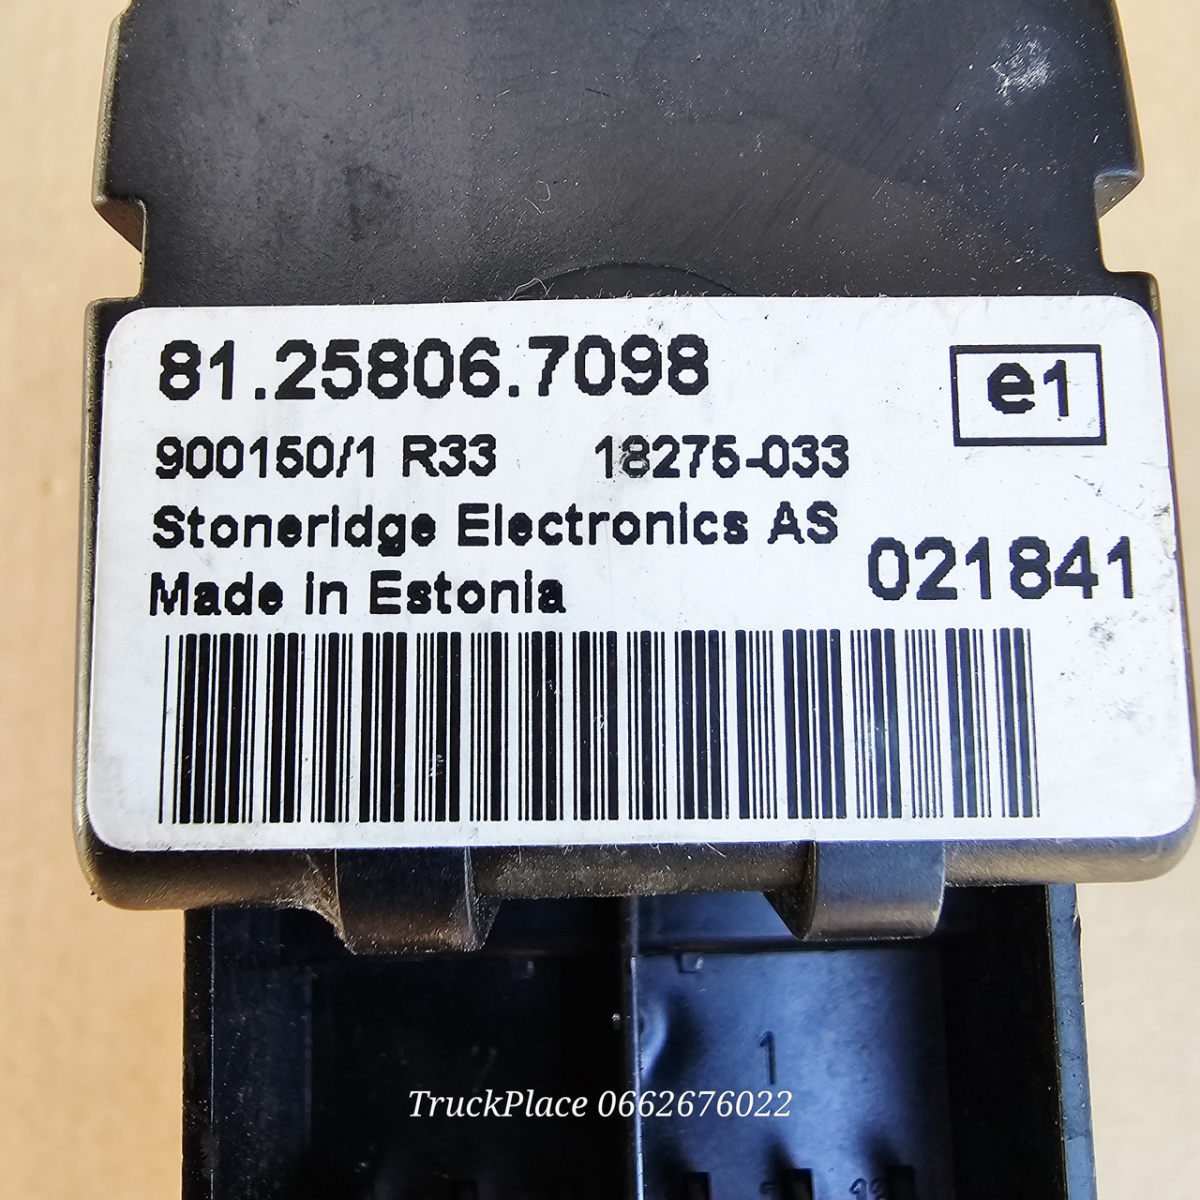 81.25806.7098
e1
900150/1 R33 18275-033
Stoneridge Electronics AS
021841
Made in Estonia
1
TruckPlace 0662676022